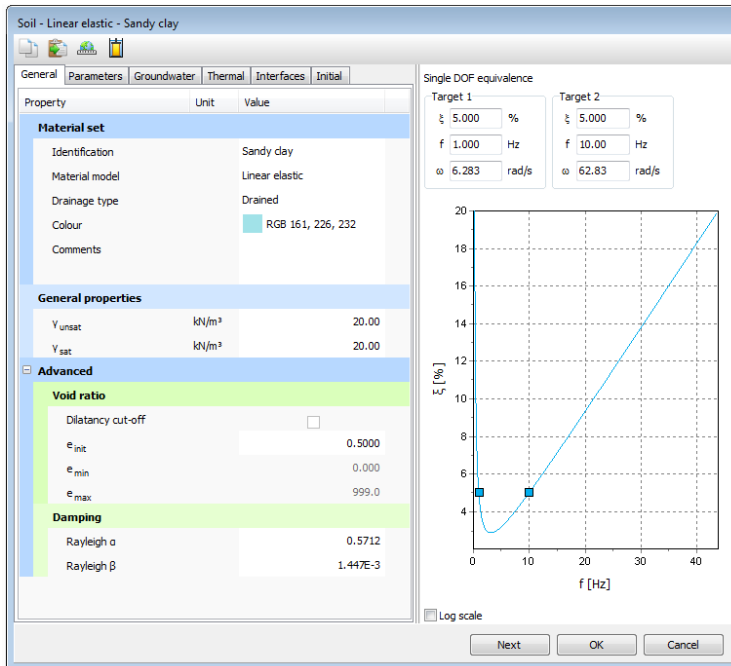 Soil - Linear elastic - Sandy clay
General Parameters Groundwater Thermal Interfaces Initial
Property Unit Value
Material set
Identification Sandy clay
Material model Linear elastic
Drainage type Drained
Colour RGB 161, 226, 232
Comments
General properties
γ unsat kN/m³ 20.00
γ sat kN/m³ 20.00
Advanced
Void ratio
Dilatancy cut-off
e init 0.5000
e min 0.000
e max 999.0
Damping
Rayleigh α 0.5712
Rayleigh β 1.447E-3
Single DOF equivalence
Target 1
ξ 5.000 %
f 1.000 Hz
ω 6.283 rad/s
Target 2
ξ 5.000 %
f 10.00 Hz
ω 62.83 rad/s
20
18
16
14
12
10
8
6
4
ξ [%]
0 10 20 30 40
f [Hz]
Log scale
Next OK Cancel